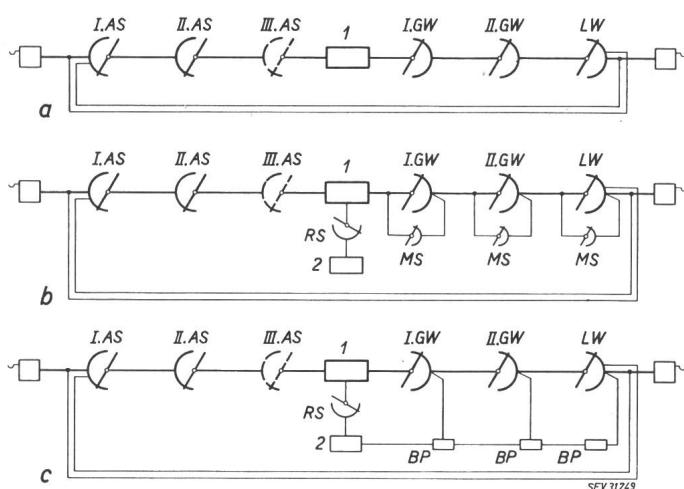 I.AS II.AS III.AS 1 I.GW II.GW LW
a
I.AS II.AS III.AS 1 I.GW II.GW LW
RS
MS MS MS
2
b
I.AS II.AS III.AS 1 I.GW II.GW LW
RS
2
BP BP BP
c
SEV31249